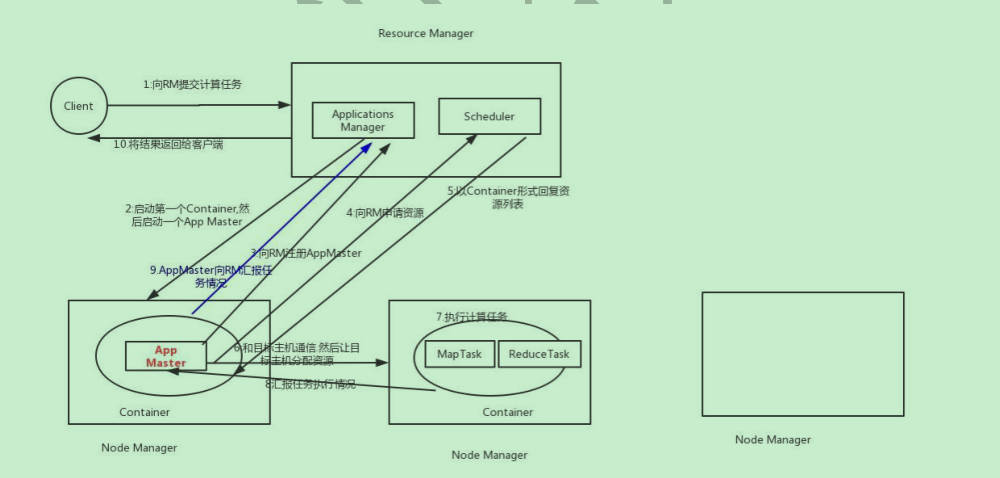 Resource Manager
1:向RM提交计算任务
Client
Applications
Manager
Scheduler
10.将结果返回给客户端
5:以Container形式回复资
源列表
2:启动第一个Container,然
后启动一个App Master
4:向RM申请资源
3:向RM注册AppMaster
9.AppMaster向RM汇报任
务情况
7.执行计算任务
6:和目标主机通信.然后让目
标主机分配资源
App
Master
MapTask
ReduceTask
8汇报任务执行情况
Container
Container
Node Manager
Node Manager
Node Manager